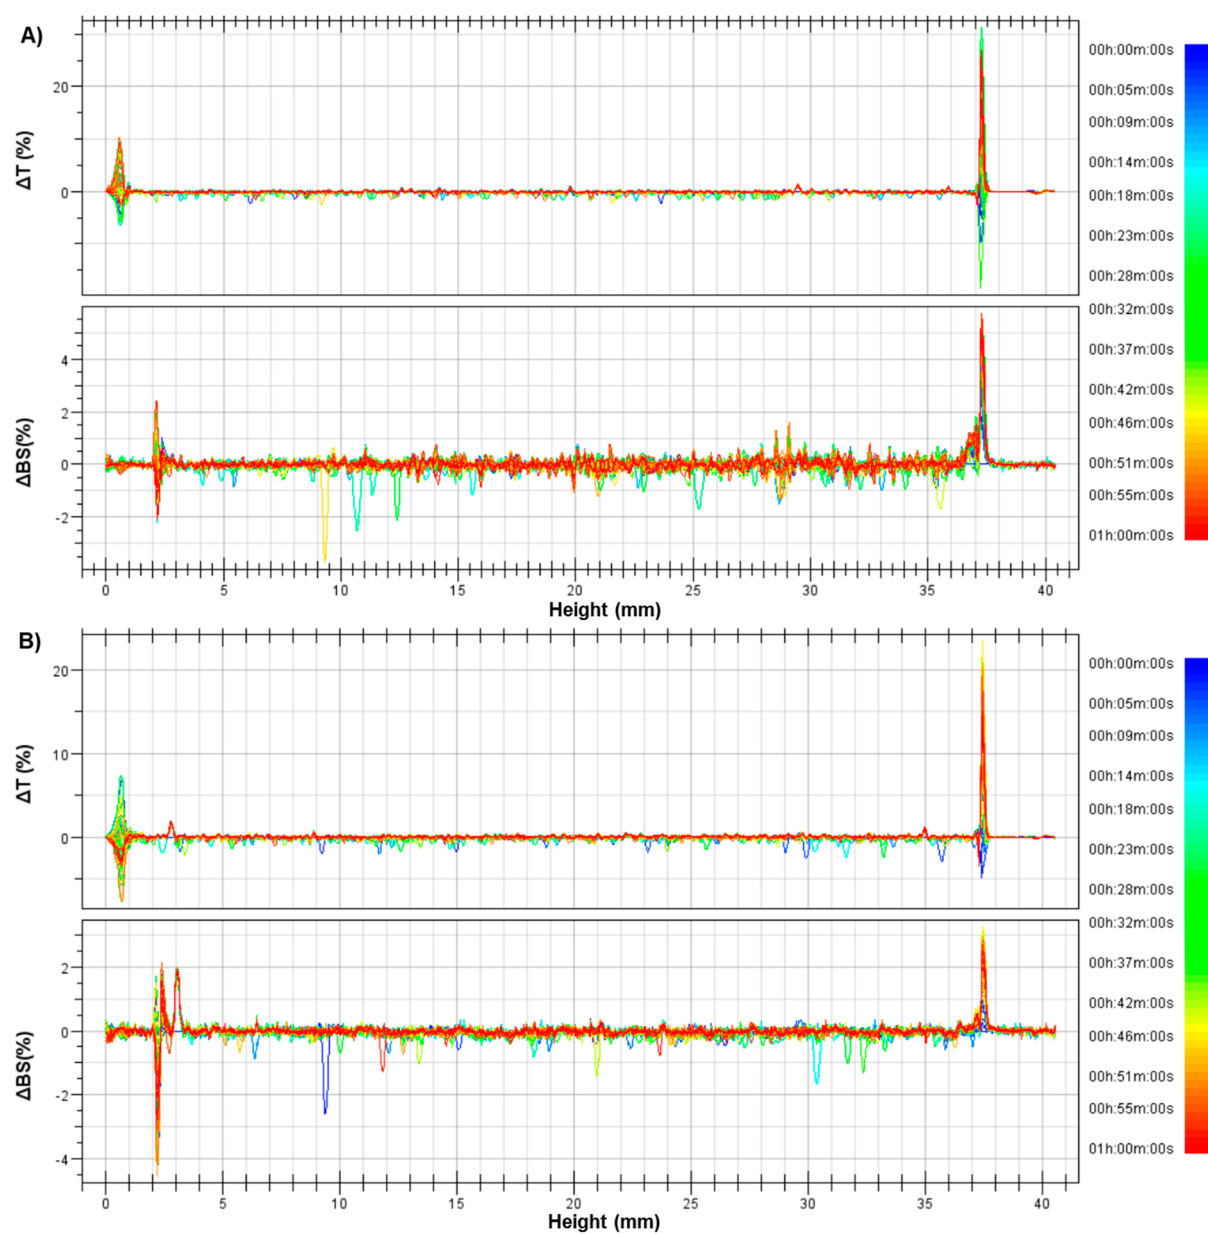 A)
ΔT (%)
20
0
ΔBS(%)
4
2
0
-2
0 5 10 15 20 25 30 35 40
Height (mm)
00h:00m:00s
00h:05m:00s
00h:09m:00s
00h:14m:00s
00h:18m:00s
00h:23m:00s
00h:28m:00s
00h:32m:00s
00h:37m:00s
00h:42m:00s
00h:46m:00s
00h:51m:00s
00h:55m:00s
01h:00m:00s
B)
ΔT (%)
20
10
0
ΔBS(%)
2
0
-2
-4
0 5 10 15 20 25 30 35 40
Height (mm)
00h:00m:00s
00h:05m:00s
00h:09m:00s
00h:14m:00s
00h:18m:00s
00h:23m:00s
00h:28m:00s
00h:32m:00s
00h:37m:00s
00h:42m:00s
00h:46m:00s
00h:51m:00s
00h:55m:00s
01h:00m:00s